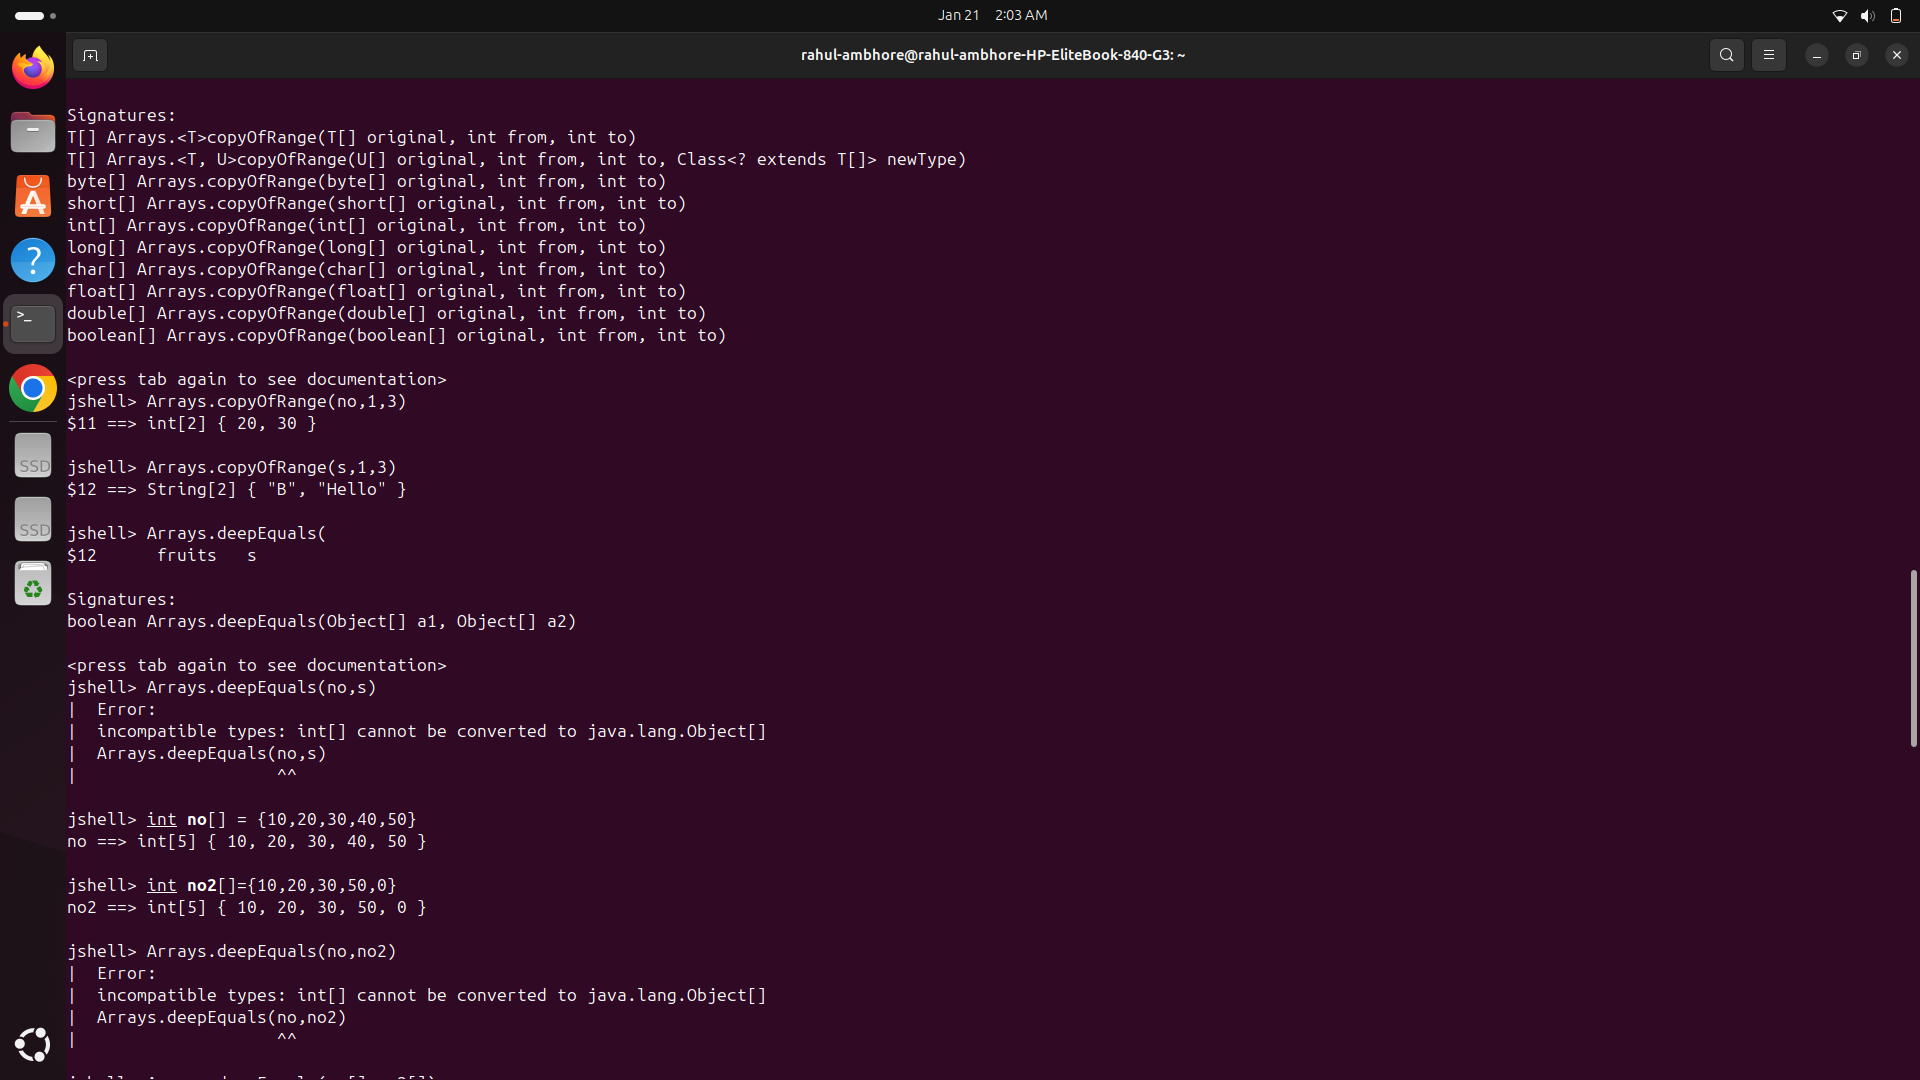 Jan 21 2:03 AM
rahul-ambhore@rahul-ambhore-HP-EliteBook-840-G3: ~
Signatures:
T[] Arrays.<T>copyOfRange(T[] original, int from, int to)
T[] Arrays.<T, U>copyOfRange(U[] original, int from, int to, Class<? extends T[]> newType)
byte[] Arrays.copyOfRange(byte[] original, int from, int to)
short[] Arrays.copyOfRange(short[] original, int from, int to)
int[] Arrays.copyOfRange(int[] original, int from, int to)
long[] Arrays.copyOfRange(long[] original, int from, int to)
char[] Arrays.copyOfRange(char[] original, int from, int to)
float[] Arrays.copyOfRange(float[] original, int from, int to)
double[] Arrays.copyOfRange(double[] original, int from, int to)
boolean[] Arrays.copyOfRange(boolean[] original, int from, int to)
<press tab again to see documentation>
jshell> Arrays.copyOfRange(no,1,3)
$11 ==> int[2] { 20, 30 }
jshell> Arrays.copyOfRange(s,1,3)
$12 ==> String[2] { "B", "Hello" }
jshell> Arrays.deepEquals(
$12      fruits   s
Signatures:
boolean Arrays.deepEquals(Object[] a1, Object[] a2)
<press tab again to see documentation>
jshell> Arrays.deepEquals(no,s)
|  Error:
|  incompatible types: int[] cannot be converted to java.lang.Object[]
|  Arrays.deepEquals(no,s)
|                    ^^
jshell> int no[] = {10,20,30,40,50}
no ==> int[5] { 10, 20, 30, 40, 50 }
jshell> int no2[]={10,20,30,50,0}
no2 ==> int[5] { 10, 20, 30, 50, 0 }
jshell> Arrays.deepEquals(no,no2)
|  Error:
|  incompatible types: int[] cannot be converted to java.lang.Object[]
|  Arrays.deepEquals(no,no2)
|                    ^^
SSD
SSD